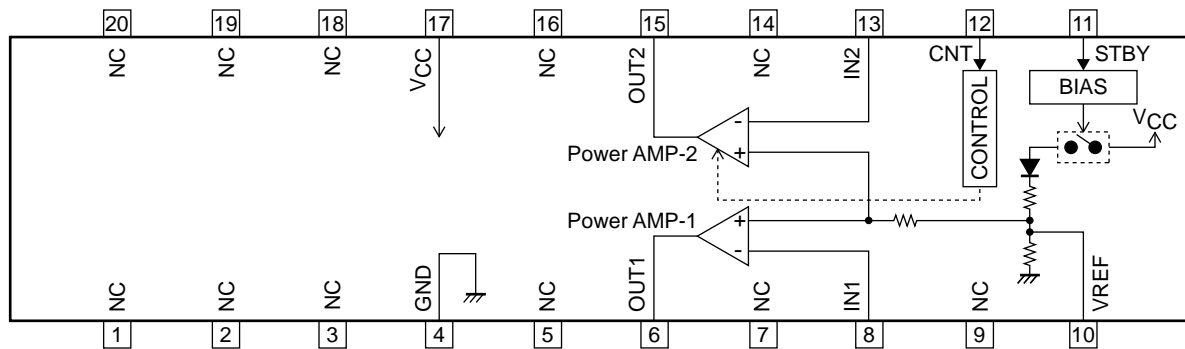 20 19 18 17 16 15 14 13 12 11
NC NC NC VCC NC OUT2 NC IN2 CNT STBY
BIAS
VCC
CONTROL
Power AMP-2
- +
Power AMP-1
+ -
NC NC NC GND NC OUT1 NC IN1 NC VREF
1 2 3 4 5 6 7 8 9 10